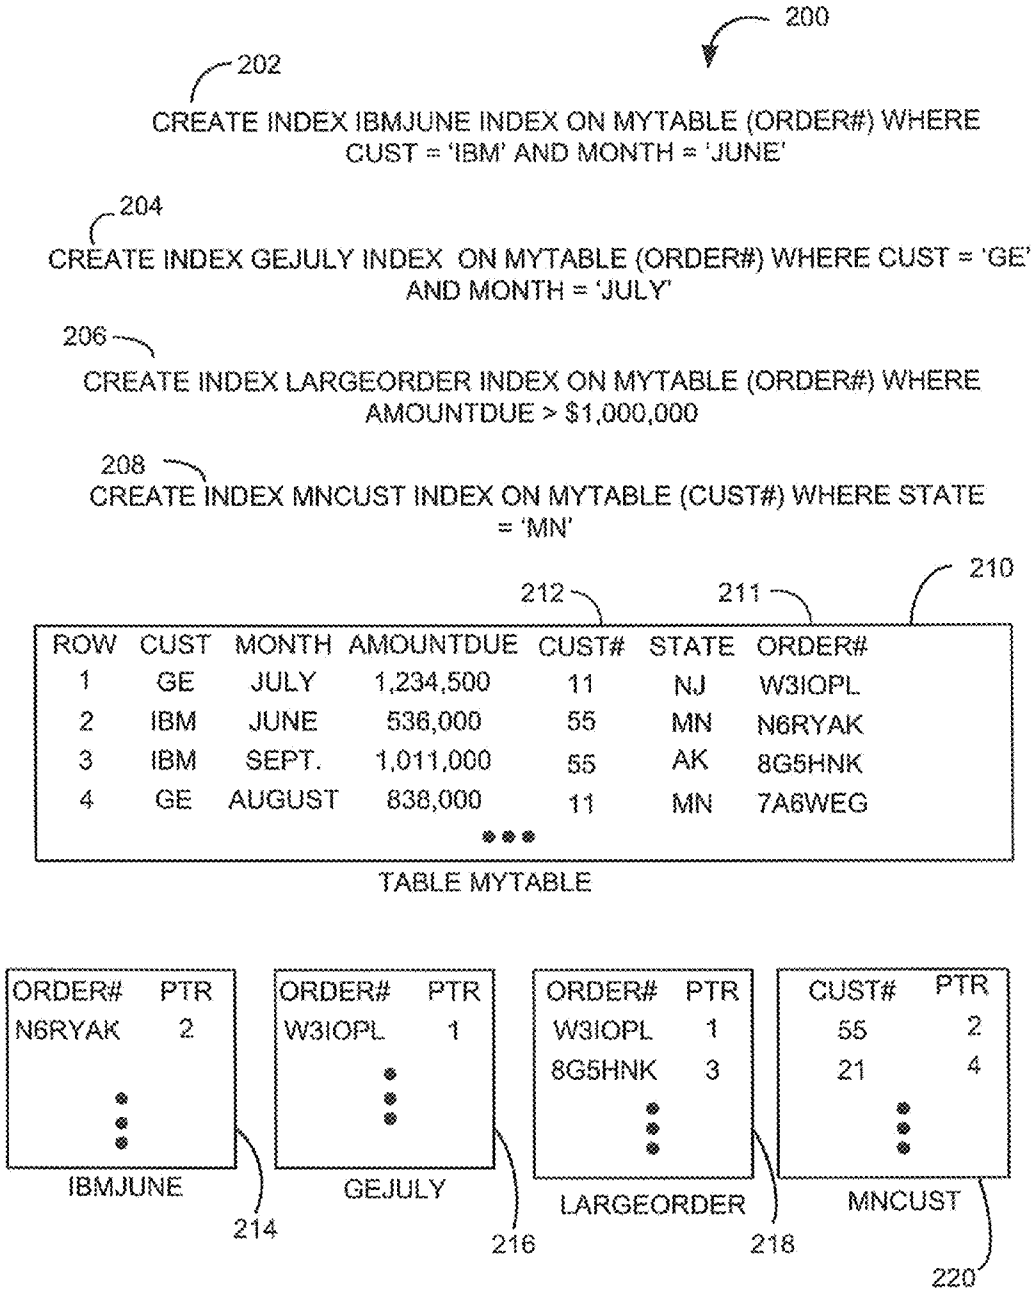 200
202
CREATE INDEX IBMJUNE INDEX ON MYTABLE (ORDER#) WHERE
CUST = 'IBM' AND MONTH = 'JUNE'
204
CREATE INDEX GEJULY INDEX ON MYTABLE (ORDER#) WHERE CUST = 'GE'
AND MONTH = 'JULY'
206
CREATE INDEX LARGEORDER INDEX ON MYTABLE (ORDER#) WHERE
AMOUNTDUE > $1,000,000
208
CREATE INDEX MNCUST INDEX ON MYTABLE (CUST#) WHERE STATE
= 'MN'
212 211 210
ROW CUST MONTH AMOUNTDUE CUST# STATE ORDER#
1 GE JULY 1,234,500 11 NJ W3IOPL
2 IBM JUNE 536,000 55 MN N6RYAK
3 IBM SEPT. 1,011,000 55 AK 8G5HNK
4 GE AUGUST 838,000 11 MN 7A6WEG
TABLE MYTABLE
ORDER# PTR
N6RYAK 2
IBMJUNE
214
ORDER# PTR
W3IOPL 1
GEJULY
216
ORDER# PTR
W3IOPL 1
8G5HNK 3
LARGEORDER
218
CUST# PTR
55 2
21 4
MNCUST
220